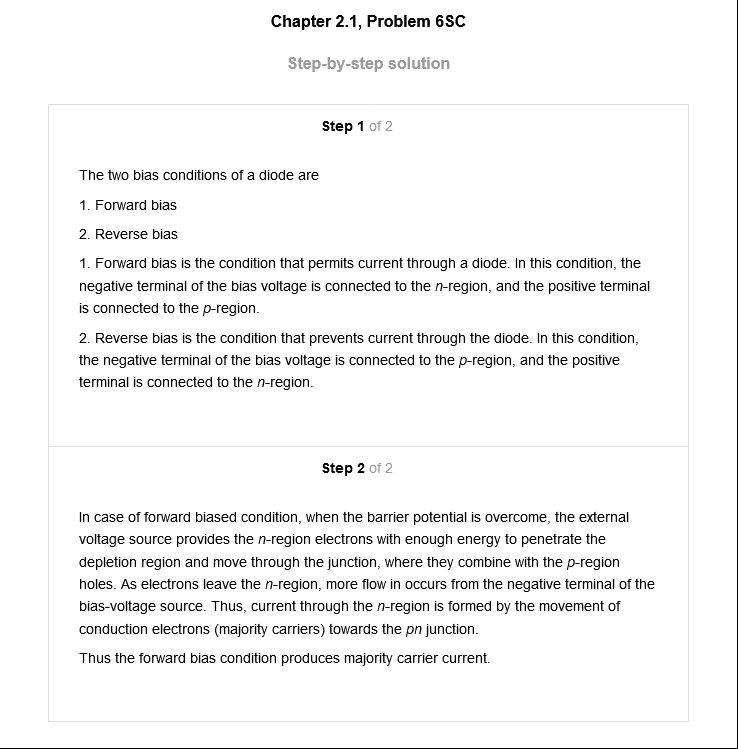 Chapter 2.1, Problem 6SC
Step-by-step solution
Step 1 of 2
The two bias conditions of a diode are
1. Forward bias
2. Reverse bias
1. Forward bias is the condition that permits current through a diode. In this condition, the
negative terminal of the bias voltage is connected to the n-region, and the positive terminal
is connected to the p-region.
2. Reverse bias is the condition that prevents current through the diode. In this condition,
the negative terminal of the bias voltage is connected to the p-region, and the positive
terminal is connected to the n-region.
Step 2 of 2
In case of forward biased condition, when the barrier potential is overcome, the external
voltage source provides the n-region electrons with enough energy to penetrate the
depletion region and move through the junction, where they combine with the p-region
holes. As electrons leave the n-region, more flow in occurs from the negative terminal of the
bias-voltage source. Thus, current through the n-region is formed by the movement of
conduction electrons (majority carriers) towards the pn junction.
Thus the forward bias condition produces majority carrier current.